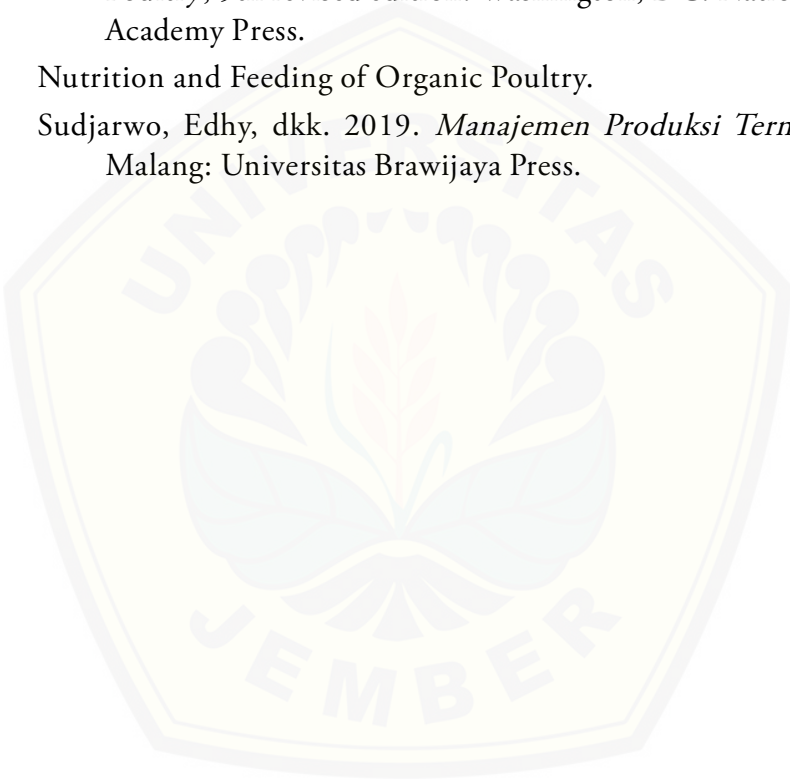 Academy Press.
Nutrition and Feeding of Organic Poultry.
Sudjarwo, Edhy, dkk. 2019. Manajemen Produksi Tern
Malang: Universitas Brawijaya Press.
UNIVERSITAS
JEMBER